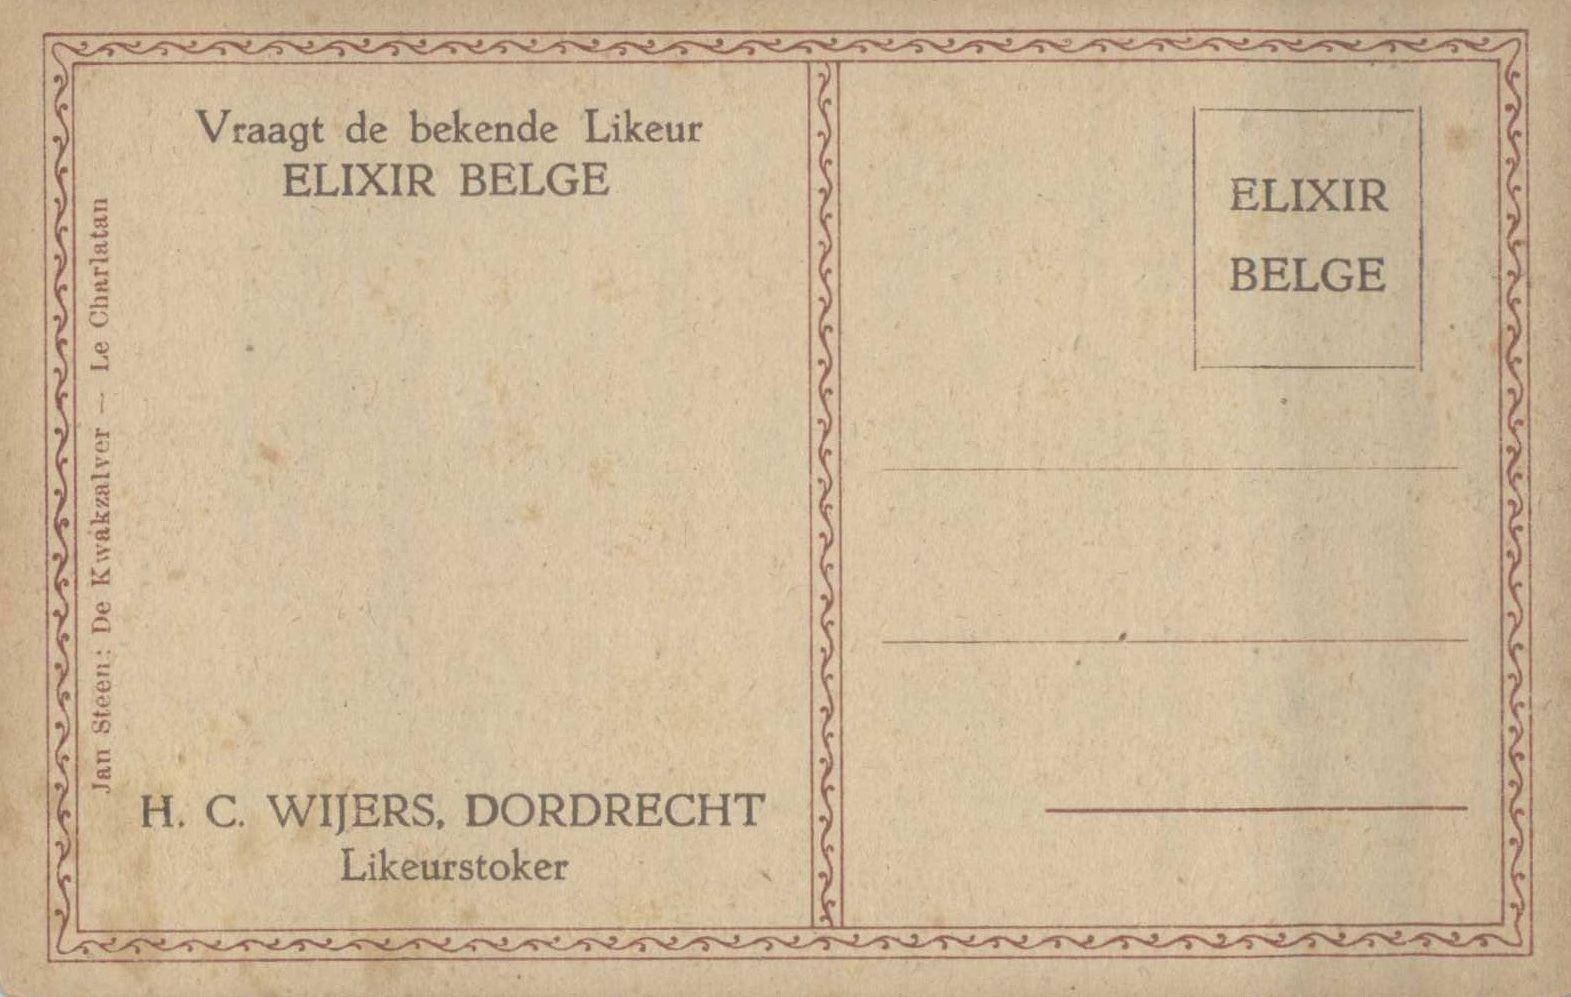 Vraagt de bekende Likeur
ELIXIR BELGE
Jan Steen: De Kwakzalver — Le Charlatan
H. C. WIJERS, DORDRECHT
Likeurstoker
ELIXIR
BELGE